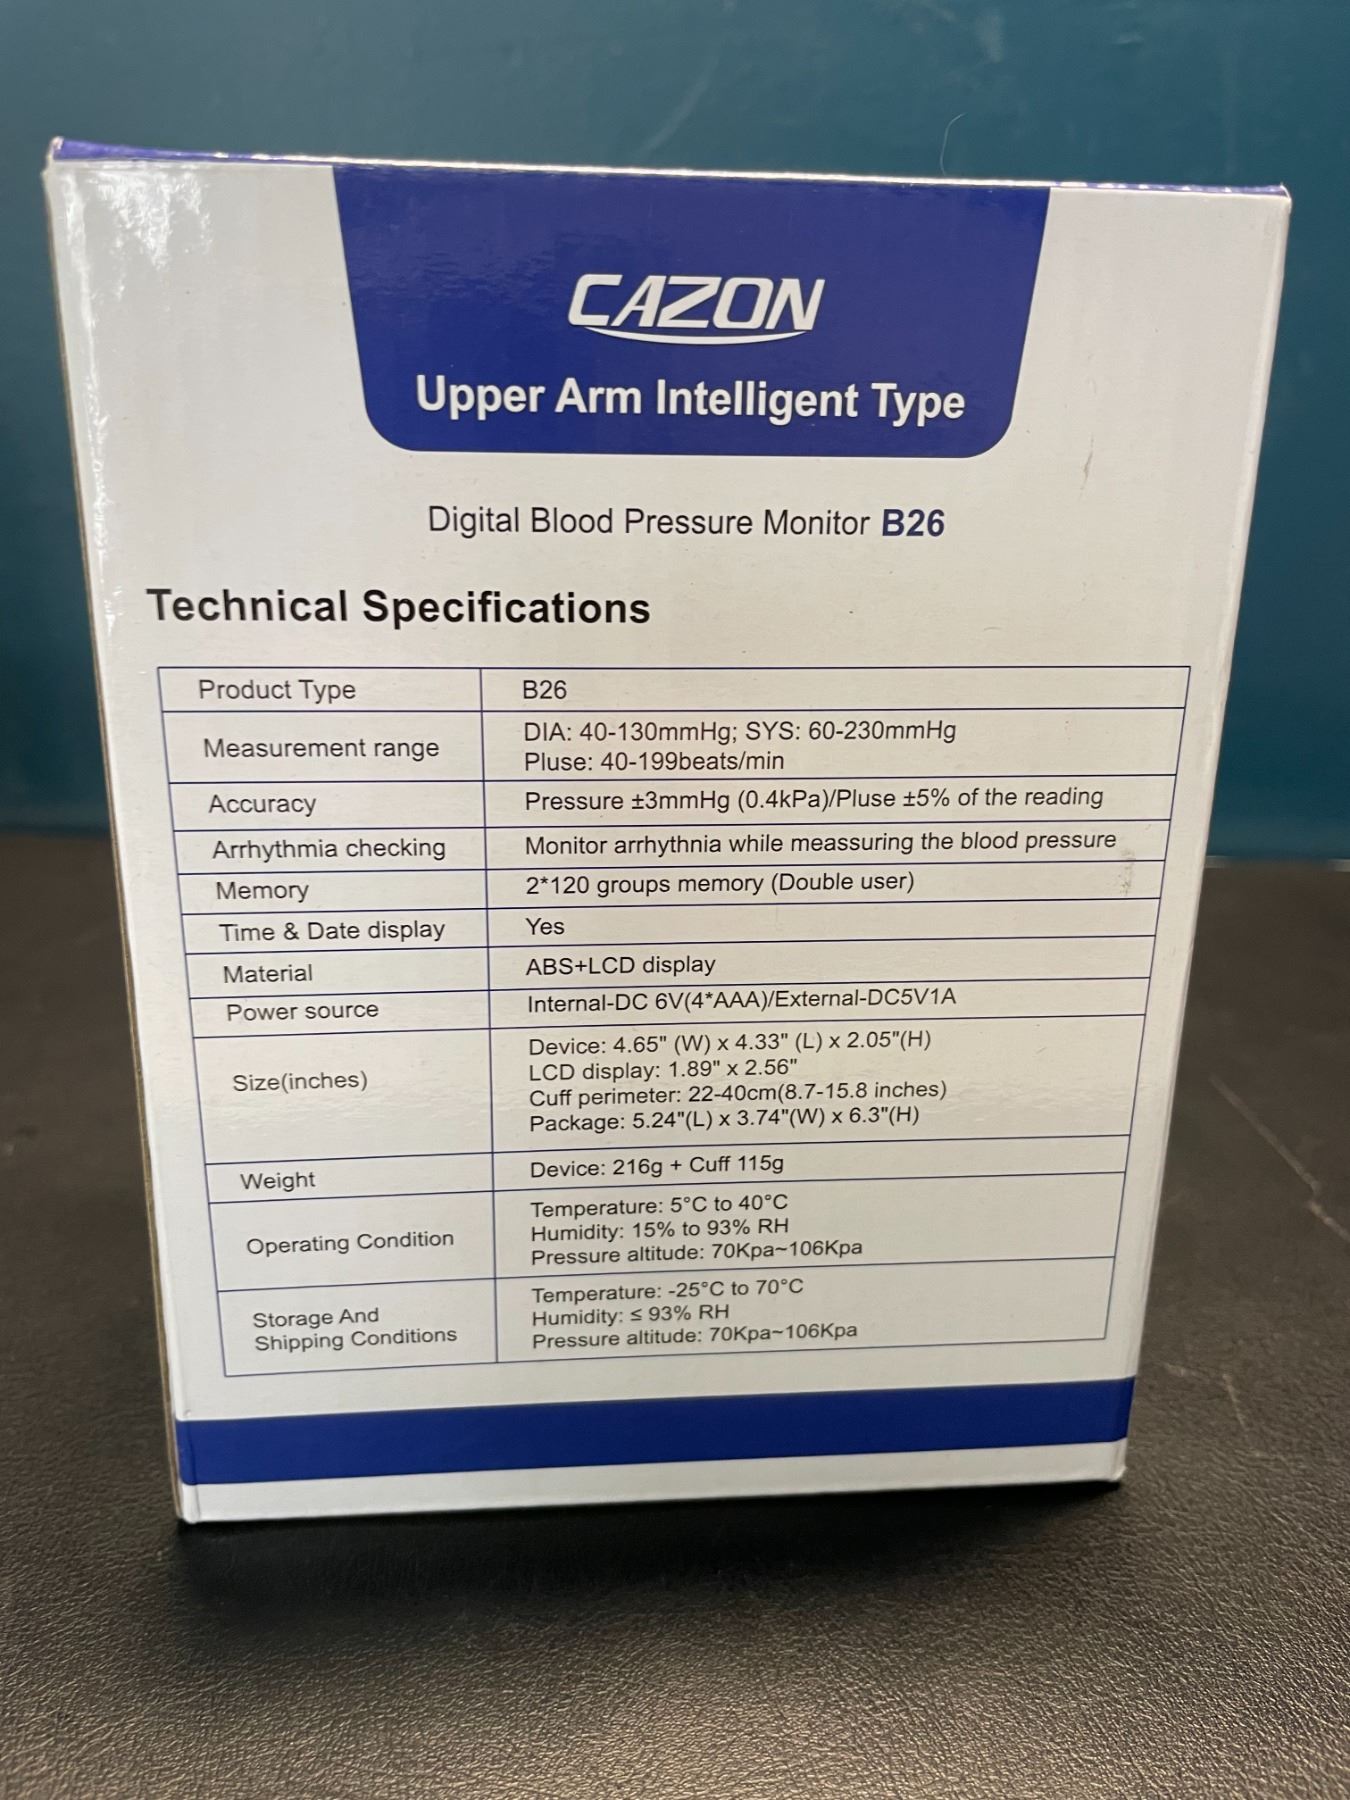 CAZON
Upper Arm Intelligent Type
Digital Blood Pressure Monitor B26
Technical Specifications
Product Type B26
Measurement range DIA: 40-130mmHg; SYS: 60-230mmHg
Pluse: 40-199beats/min
Accuracy Pressure ±3mmHg (0.4kPa)/Pluse ±5% of the reading
Arrhythmia checking Monitor arrhythnia while meassuring the blood pressure
Memory 2*120 groups memory (Double user)
Time & Date display Yes
Material ABS+LCD display
Power source Internal-DC 6V(4*AAA)/External-DC5V1A
Size(inches) Device: 4.65" (W) x 4.33" (L) x 2.05"(H)
LCD display: 1.89" x 2.56"
Cuff perimeter: 22-40cm(8.7-15.8 inches)
Package: 5.24"(L) x 3.74"(W) x 6.3"(H)
Weight Device: 216g + Cuff 115g
Operating Condition Temperature: 5°C to 40°C
Humidity: 15% to 93% RH
Pressure altitude: 70Kpa~106Kpa
Storage And
Shipping Conditions Temperature: -25°C to 70°C
Humidity: ≤ 93% RH
Pressure altitude: 70Kpa~106Kpa